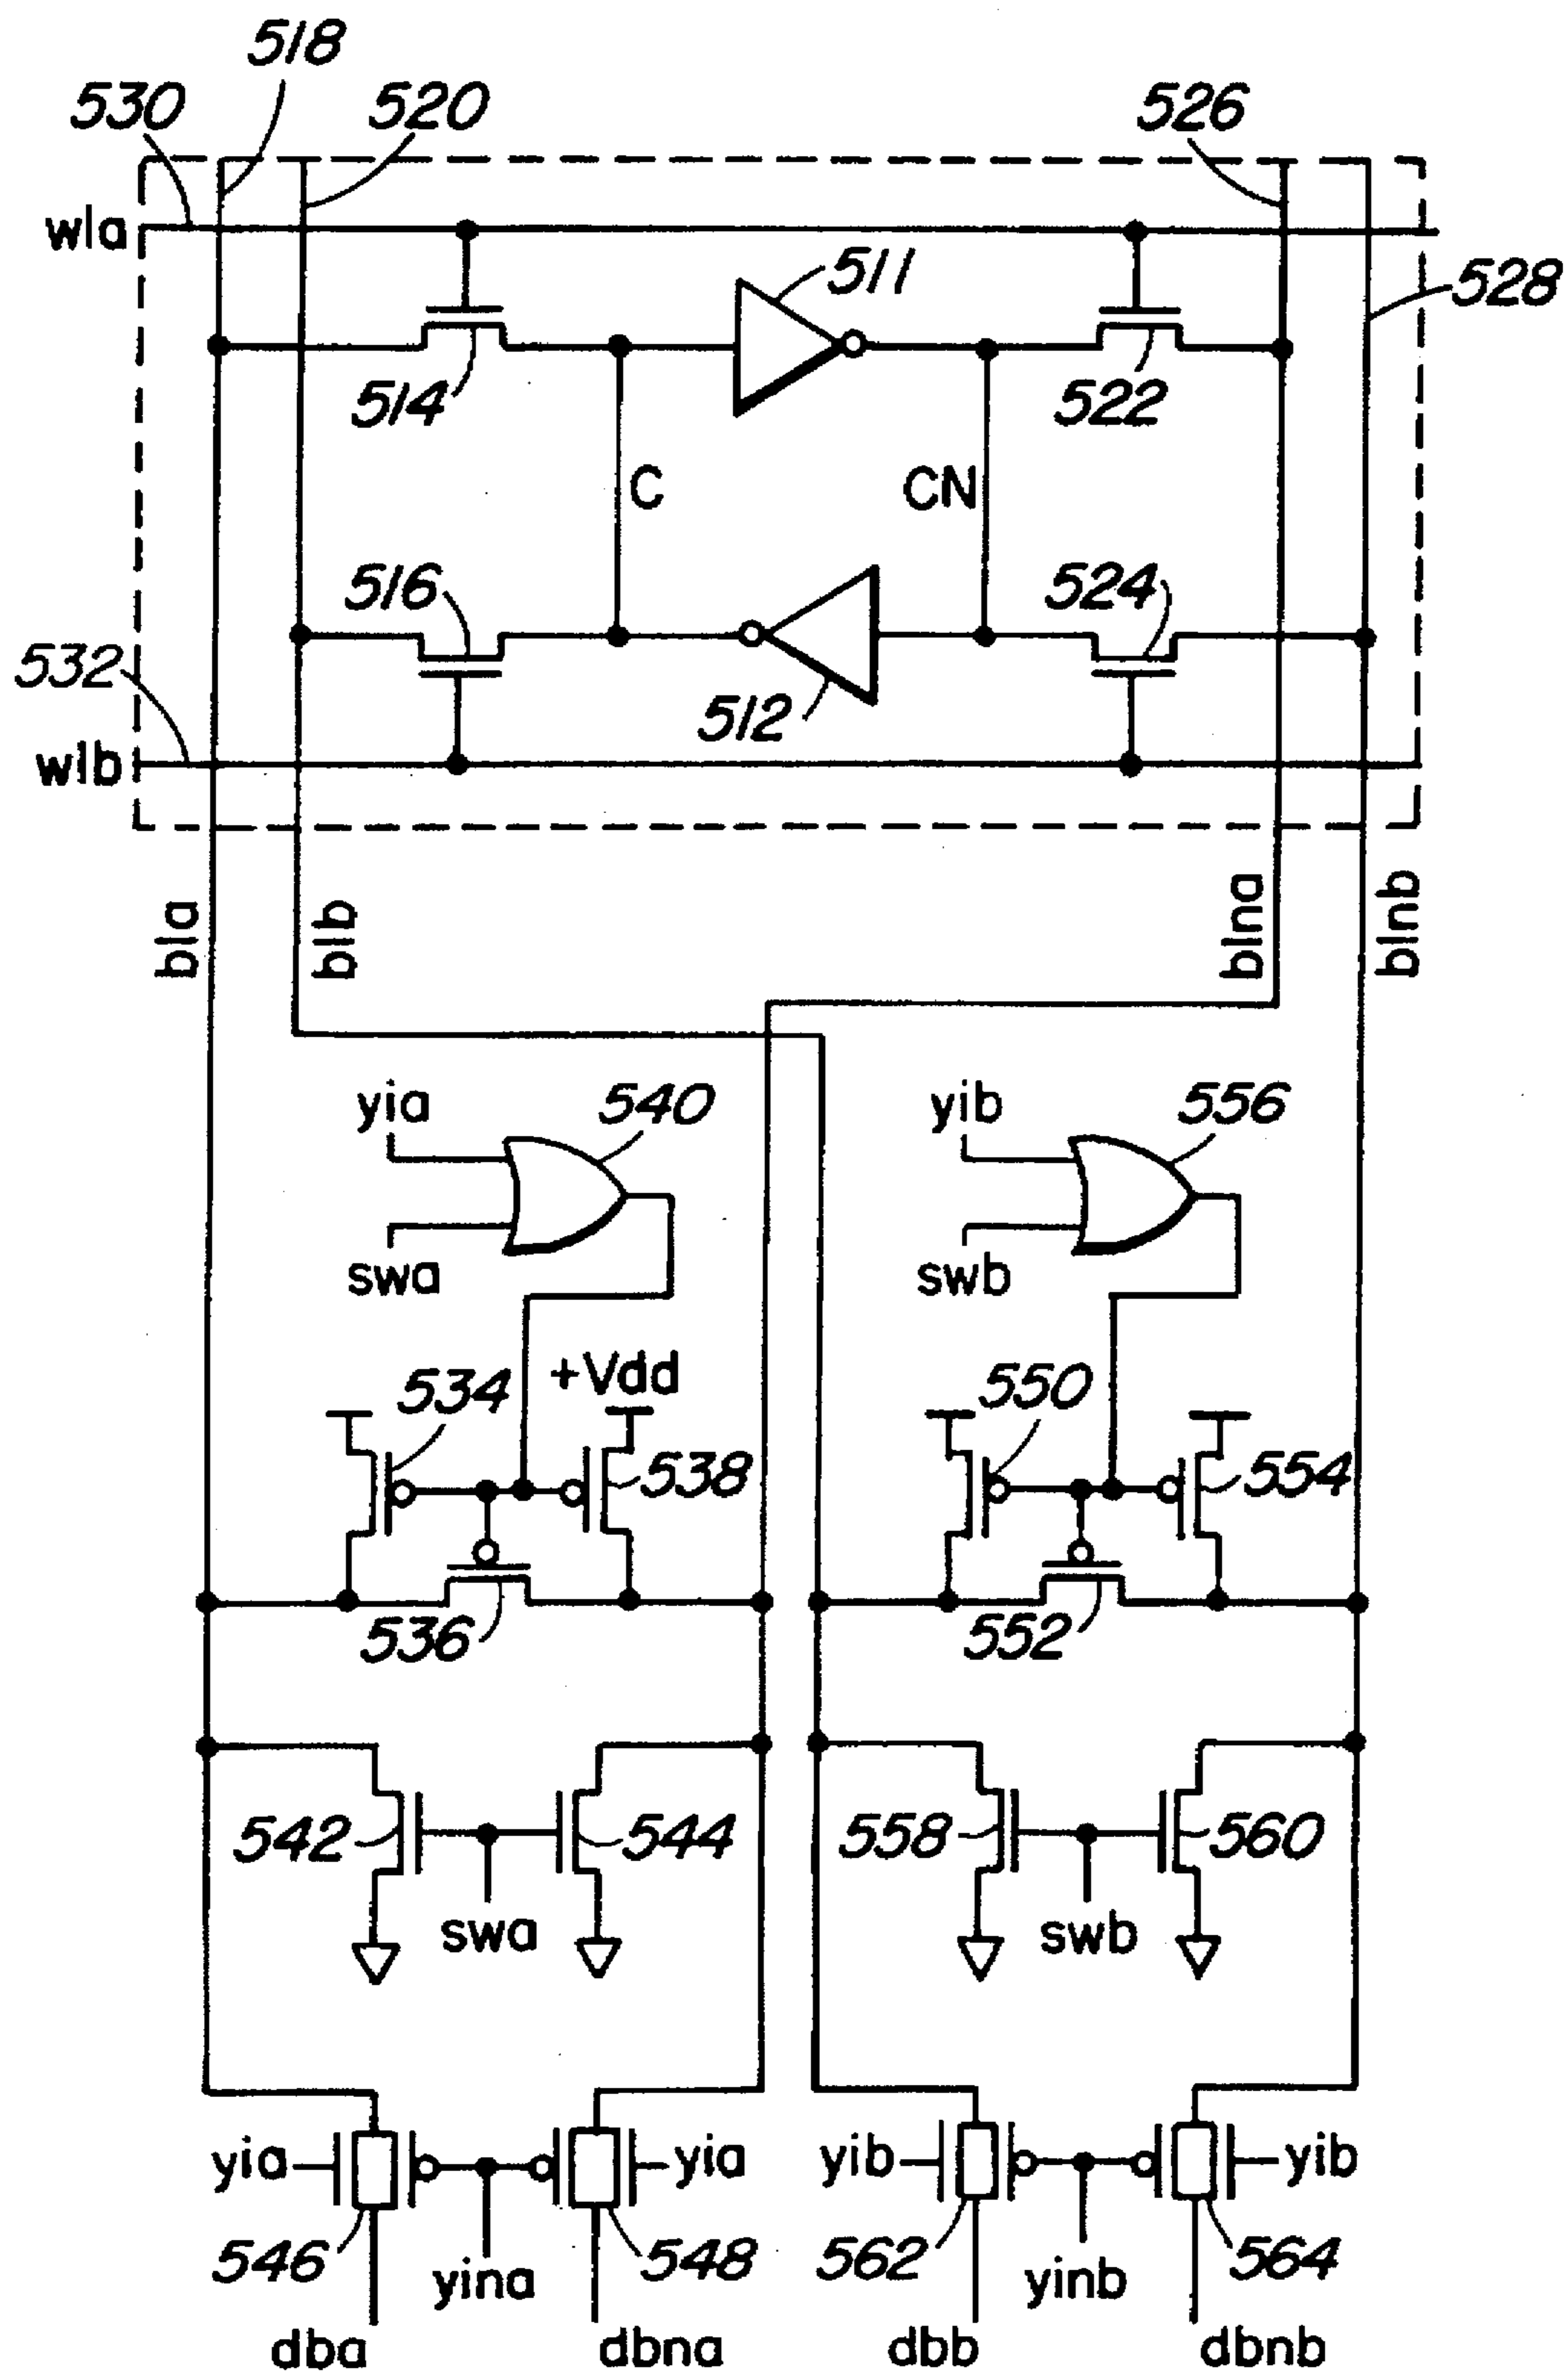 518
530
520
526
wla
511
528
514
522
C
CN
516
524
532
512
wlb
bla
blb
blna
blnb
yia
540
yib
556
swa
swb
534
+Vdd
550
538
554
536
552
542
544
558
560
swa
swb
yia
yia
yib
yib
546
yina
548
562
yinb
564
dba
dbna
dbb
dbnb